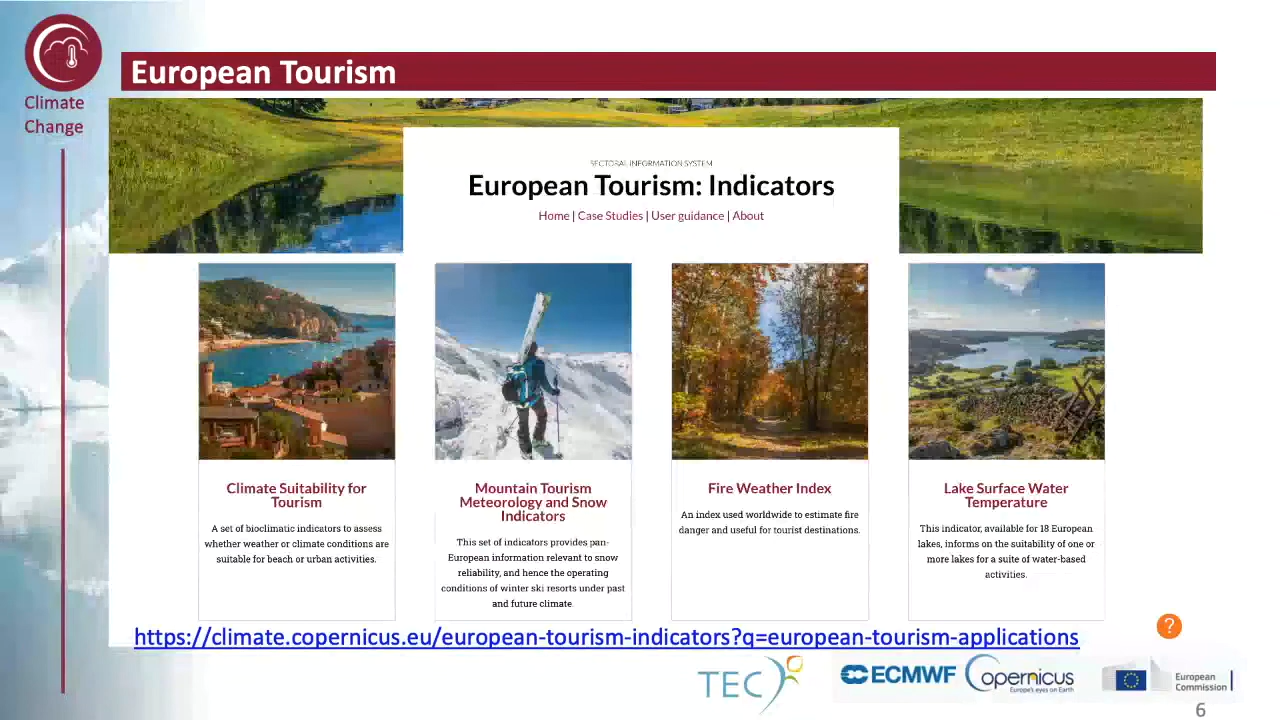 Climate
Change
European Tourism
SECTORAL INFORMATION SYSTEM
European Tourism: Indicators
Home | Case Studies | User guidance | About
Climate Suitability for
Tourism
A set of bioclimatic indicators to assess
whether weather or climate conditions are
suitable for beach or urban activities.
Mountain Tourism
Meteorology and Snow
Indicators
This set of indicators provides pan-
European information relevant to snow
reliability, and hence the operating
conditions of winter ski resorts under past
and future climate
Fire Weather Index
An index used worldwide to estimate fire
danger and useful for tourist destinations.
Lake Surface Water
Temperature
This indicator, available for 18 European
lakes, informs on the suitability of one or
more lakes for a suite of water-based
activities.
https://climate.copernicus.eu/european-tourism-indicators?q=european-tourism-applications
?
TEC
ECMWF
Copernicus
Europe's eyes on Earth
European
Commission
6